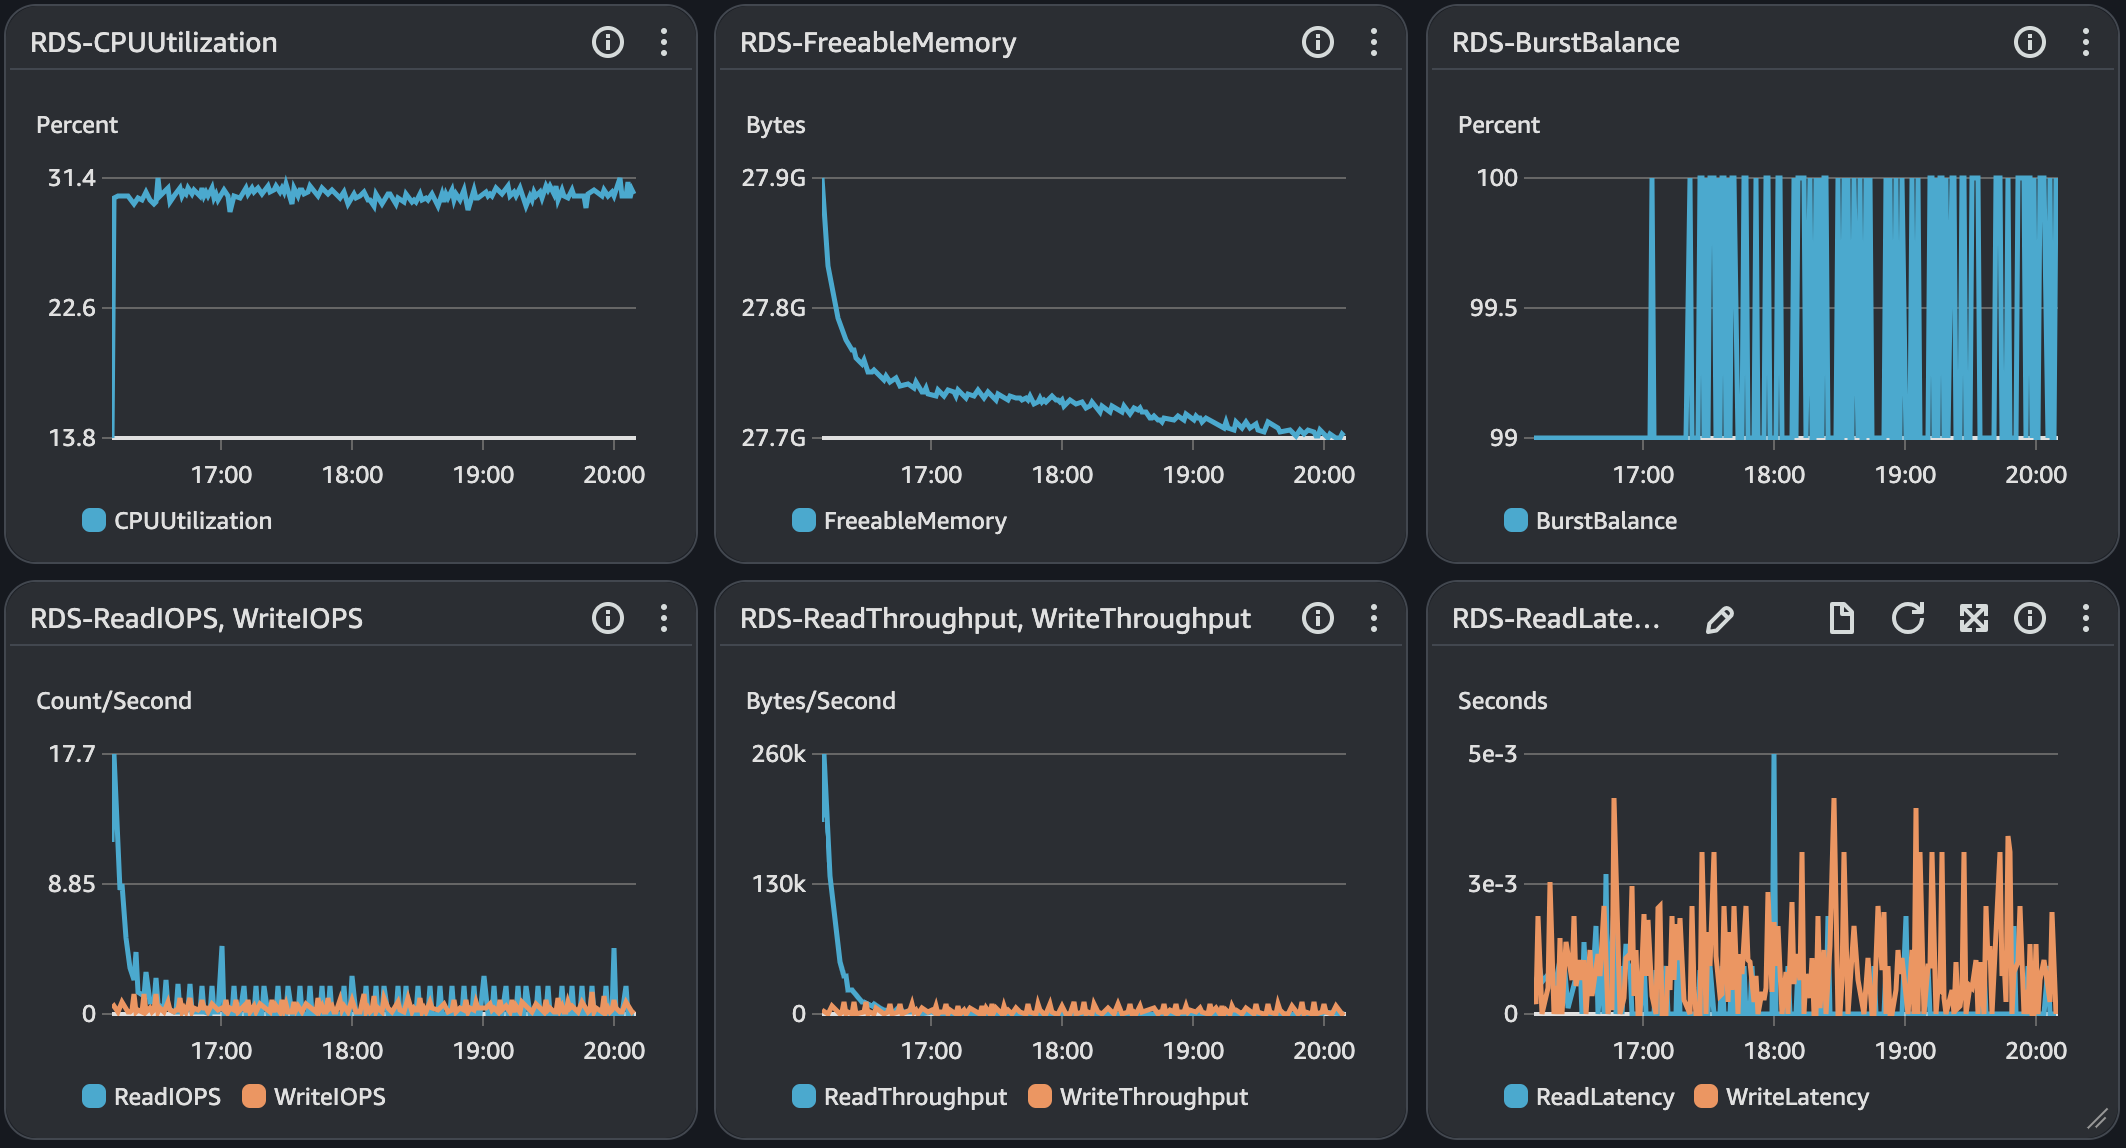 RDS-CPUUtilization
Percent
31.4
22.6
13.8
17:00 18:00 19:00 20:00
CPUUtilization
RDS-FreeableMemory
Bytes
27.9G
27.8G
27.7G
17:00 18:00 19:00 20:00
FreeableMemory
RDS-BurstBalance
Percent
100
99.5
99
17:00 18:00 19:00 20:00
BurstBalance
RDS-ReadIOPS, WriteIOPS
Count/Second
17.7
8.85
0
17:00 18:00 19:00 20:00
ReadIOPS WriteIOPS
RDS-ReadThroughput, WriteThroughput
Bytes/Second
260k
130k
0
17:00 18:00 19:00 20:00
ReadThroughput WriteThroughput
RDS-ReadLate...
Seconds
5e-3
3e-3
0
17:00 18:00 19:00 20:00
ReadLatency WriteLatency